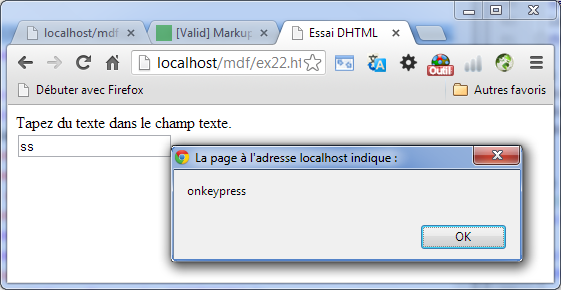 localhost/mdf
[Valid] Markup
Essai DHTML
localhost/mdf/ex22.ht
Outil
Débuter avec Firefox
Autres favoris
Tapez du texte dans le champ texte.
ss
La page à l'adresse localhost indique :
onkeypress
OK